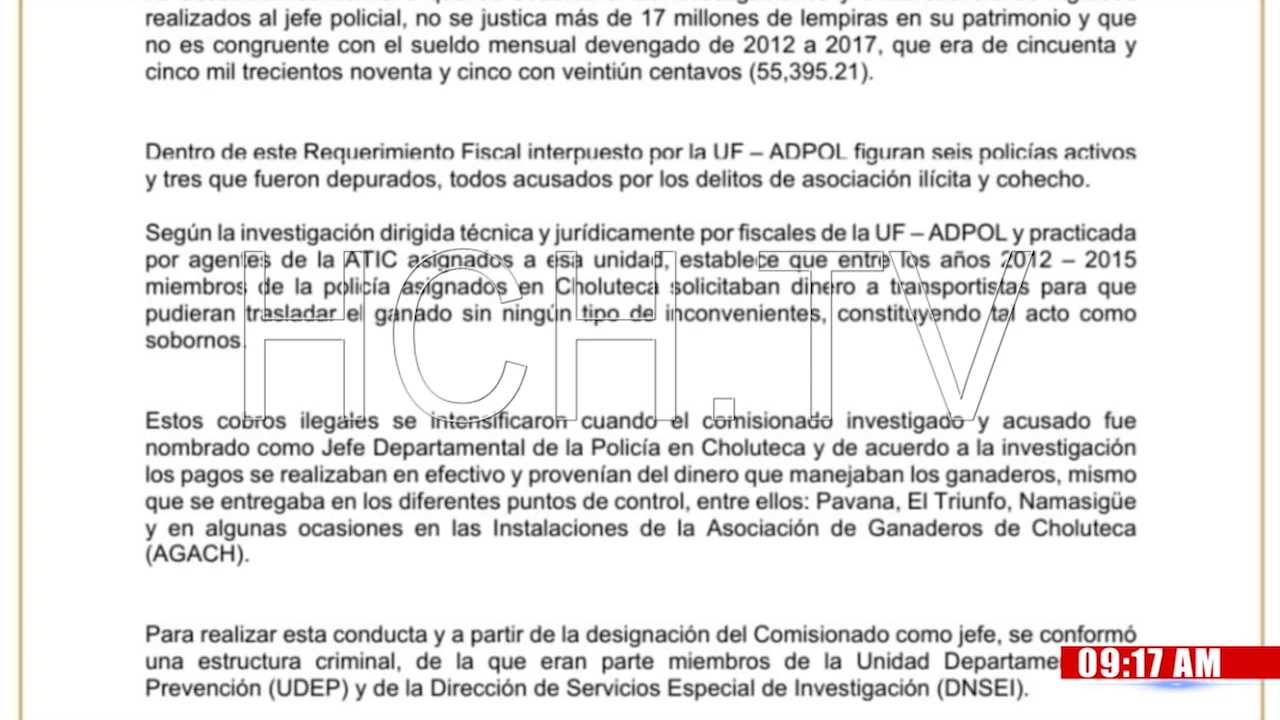 realizados al jefe policial, no se justica más de 17 millones de lempiras en su patrimonio y que
no es congruente con el sueldo mensual devengado de 2012 a 2017, que era de cincuenta y
cinco mil trecientos noventa y cinco con veintiún centavos (55,395.21).
Dentro de este Requerimiento Fiscal interpuesto por la UF – ADPOL figuran seis policías activos
y tres que fueron depurados, todos acusados por los delitos de asociación ilícita y cohecho.
Según la investigación dirigida técnica y jurídicamente por fiscales de la UF – ADPOL y practicada
por agentes de la ATIC asignados a esa unidad, establece que entre los años 2012 – 2015
miembros de la policía asignados en Choluteca solicitaban dinero a transportistas para que
pudieran trasladar el ganado sin ningún tipo de inconvenientes, constituyendo tal acto como
sobornos.
HCH.TV
Estos cobros ilegales se intensificaron cuando el comisionado investigado y acusado fue
nombrado como Jefe Departamental de la Policía en Choluteca y de acuerdo a la investigación
los pagos se realizaban en efectivo y provenían del dinero que manejaban los ganaderos, mismo
que se entregaba en los diferentes puntos de control, entre ellos: Pavana, El Triunfo, Namasigüe
y en algunas ocasiones en las Instalaciones de la Asociación de Ganaderos de Choluteca
(AGACH).
Para realizar esta conducta y a partir de la designación del Comisionado como jefe, se conformó
una estructura criminal, de la que eran parte miembros de la Unidad
Prevención (UDEP) y de la Dirección de Servicios Especial de Investigación (DNSEI).
09:17 AM